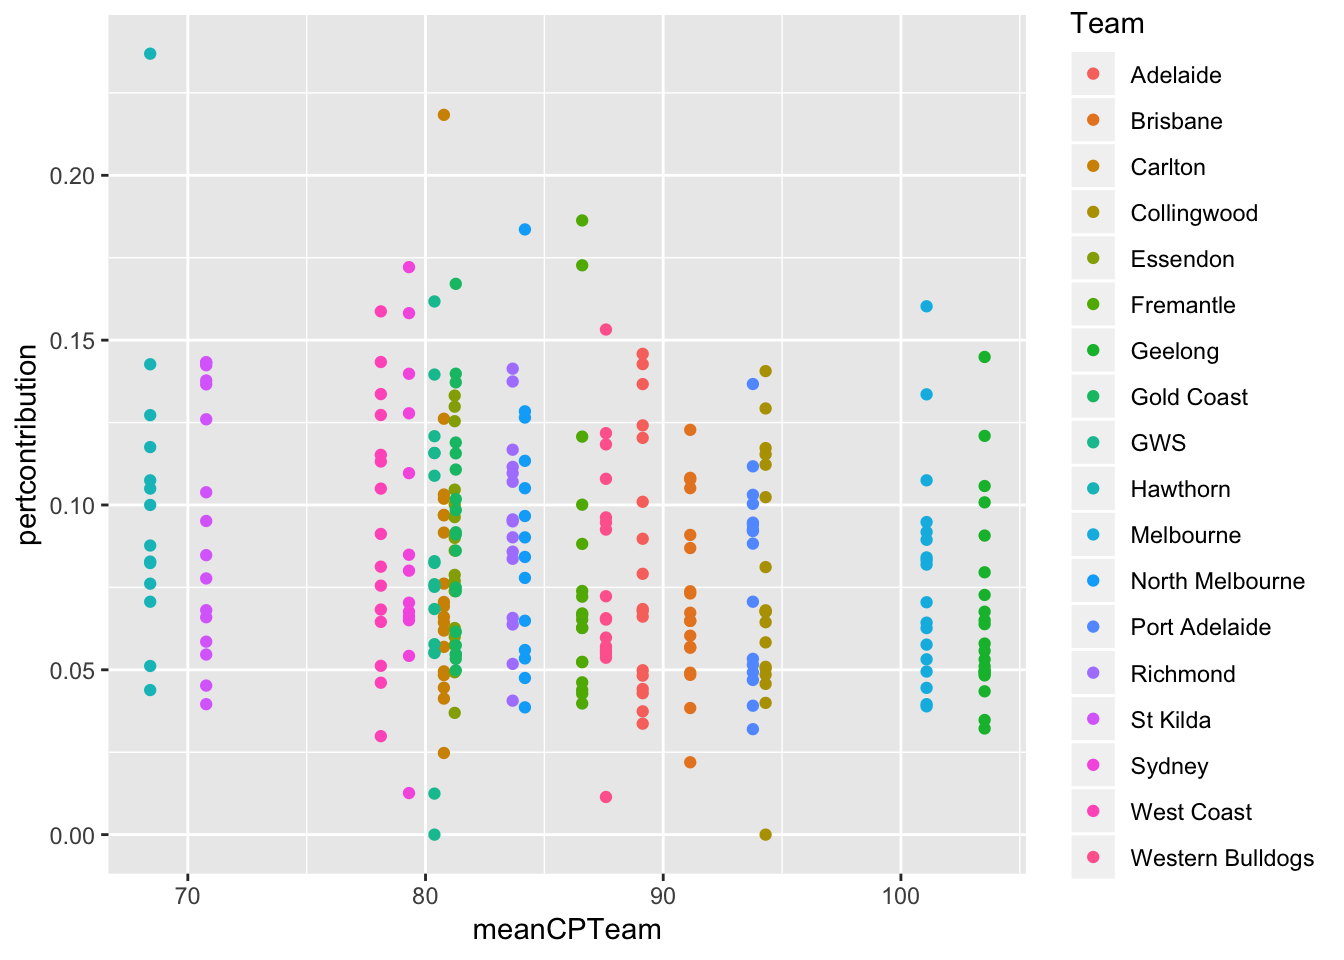 Team
Adelaide
Brisbane
Carlton
Collingwood
Essendon
Fremantle
Geelong
Gold Coast
GWS
Hawthorn
Melbourne
North Melbourne
Port Adelaide
Richmond
St Kilda
Sydney
West Coast
Western Bulldogs
pertcontribution
0.20
0.15
0.10
0.05
0.00
70 80 90 100
meanCPTeam